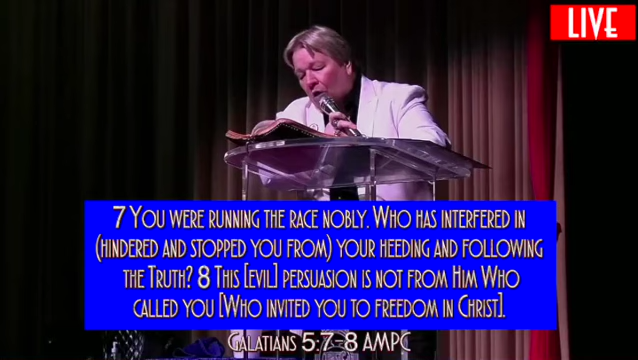 LIVE
7 You were running the race nobly. Who has interfered in
(hindered and stopped you from) your heeding and following
the Truth? 8 This [evil] persuasion is not from Him Who
called you [Who invited you to freedom in Christ].
Galatians 5:7-8 AMPC